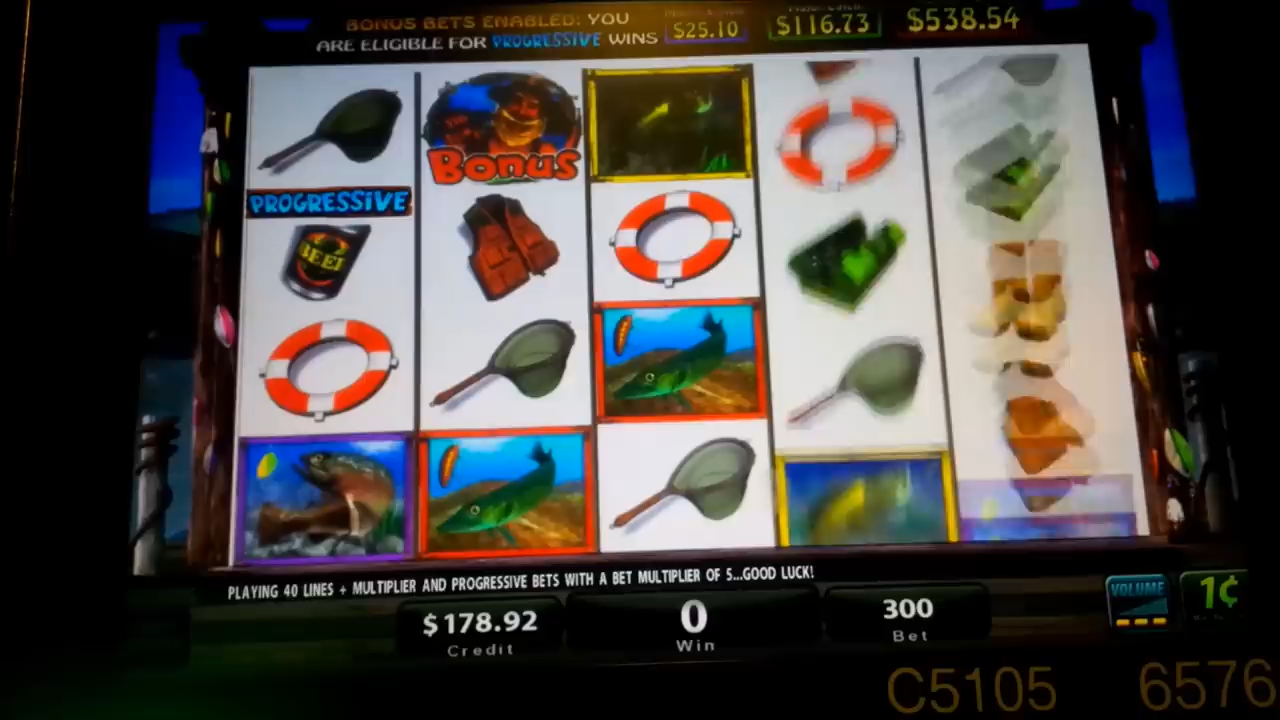 BONUS BETS ENABLED: YOU
ARE ELIGIBLE FOR PROGRESSIVE WINS
$25.10
$116.73
$538.54
Bonus
PROGRESSIVE
BEER
PLAYING 40 LINES + MULTIPLIER AND PROGRESSIVE BETS WITH A BET MULTIPLIER OF 5...GOOD LUCK!
$178.92
Credit
0
Win
300
Bet
VOLUME
1¢
C5105 6576